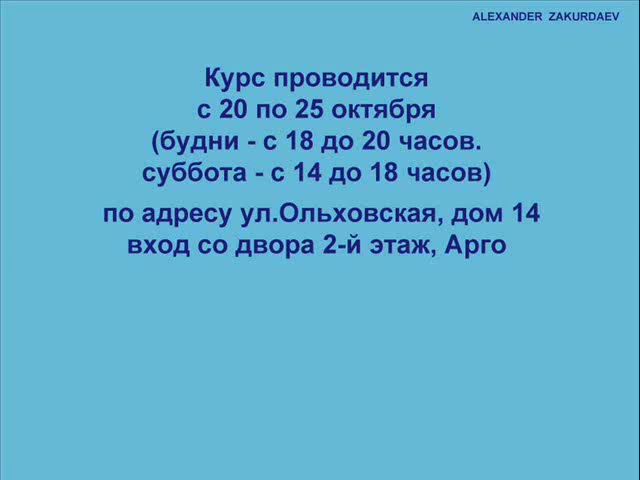 ALEXANDER ZAKURDAEV
Курс проводится
с 20 по 25 октября
(будни - с 18 до 20 часов.
суббота - с 14 до 18 часов)
по адресу ул.Ольховская, дом 14
вход со двора 2-й этаж, Арго